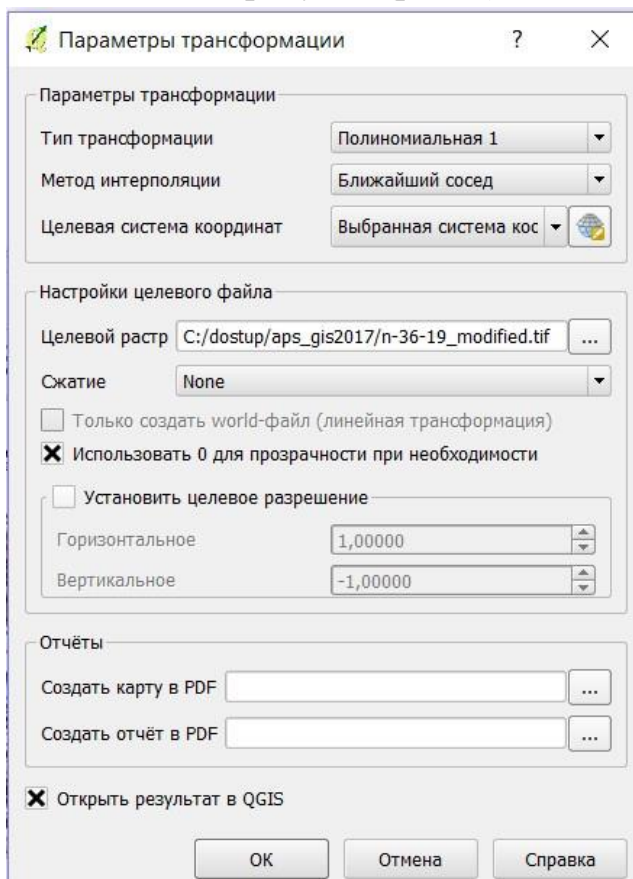 Параметры трансформации ? X
Параметры трансформации
Тип трансформации Полиномиальная 1
Метод интерполяции Ближайший сосед
Целевая система координат Выбранная система кос
Настройки целевого файла
Целевой растр C:/dostup/aps_gis2017/n-36-19_modified.tif ...
Сжатие None
Только создать world-файл (линейная трансформация)
Использовать 0 для прозрачности при необходимости
Установить целевое разрешение
Горизонтальное 1,00000
Вертикальное -1,00000
Отчёты
Создать карту в PDF ...
Создать отчёт в PDF ...
Открыть результат в QGIS
ОК Отмена Справка